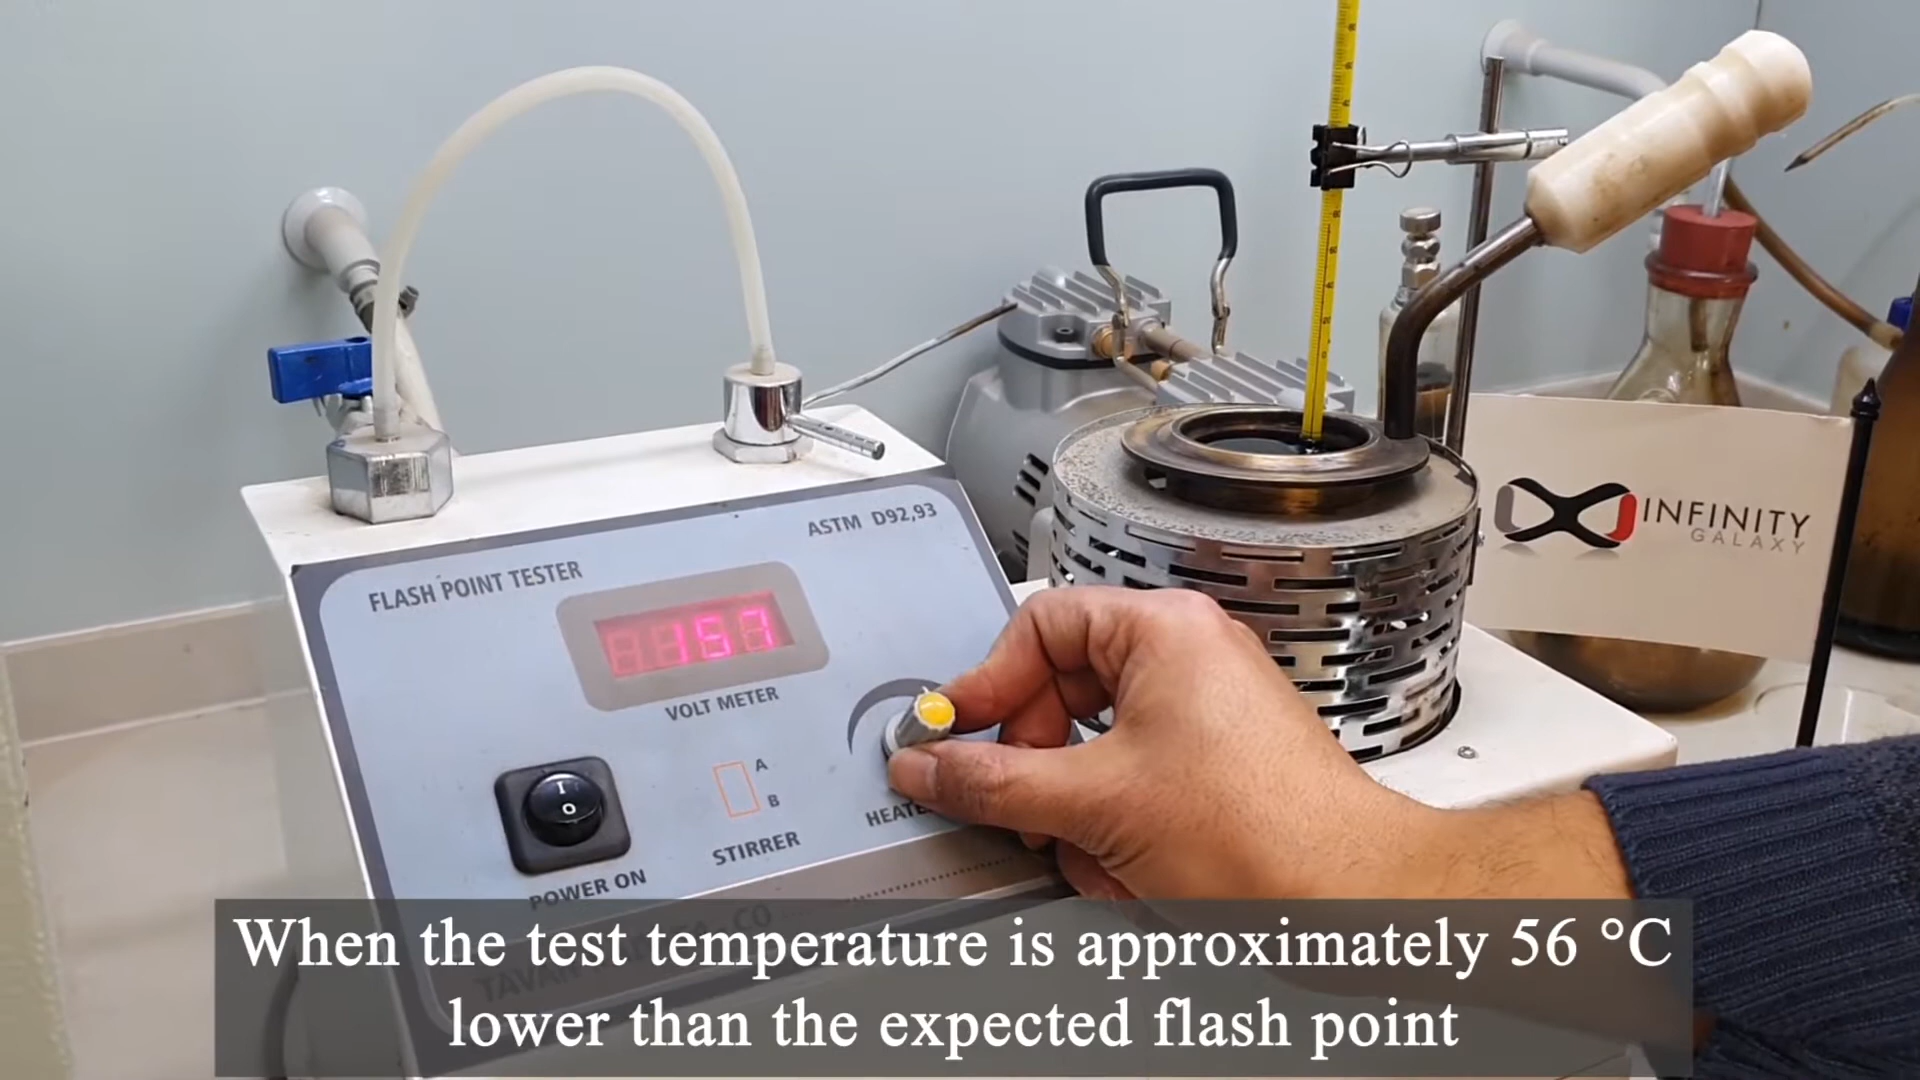 ASTM D92,93
FLASH POINT TESTER
157
VOLT METER
INFINITY
GALAXY
I
O
A
B
STIRRER
POWER ON
When the test temperature is approximately 56 °C
lower than the expected flash point